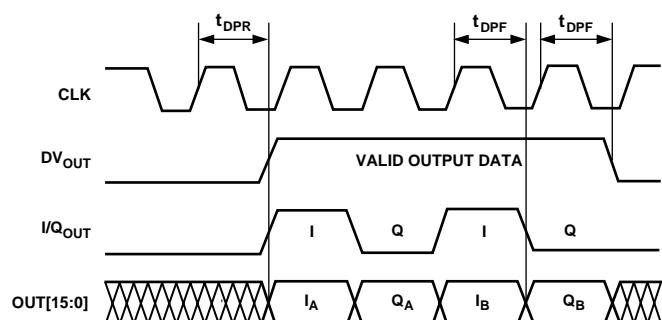 tDPR tDPF tDPF
CLK
DVOUT VALID OUTPUT DATA
I/QOUT I Q I Q
OUT[15:0] IA QA IB QB